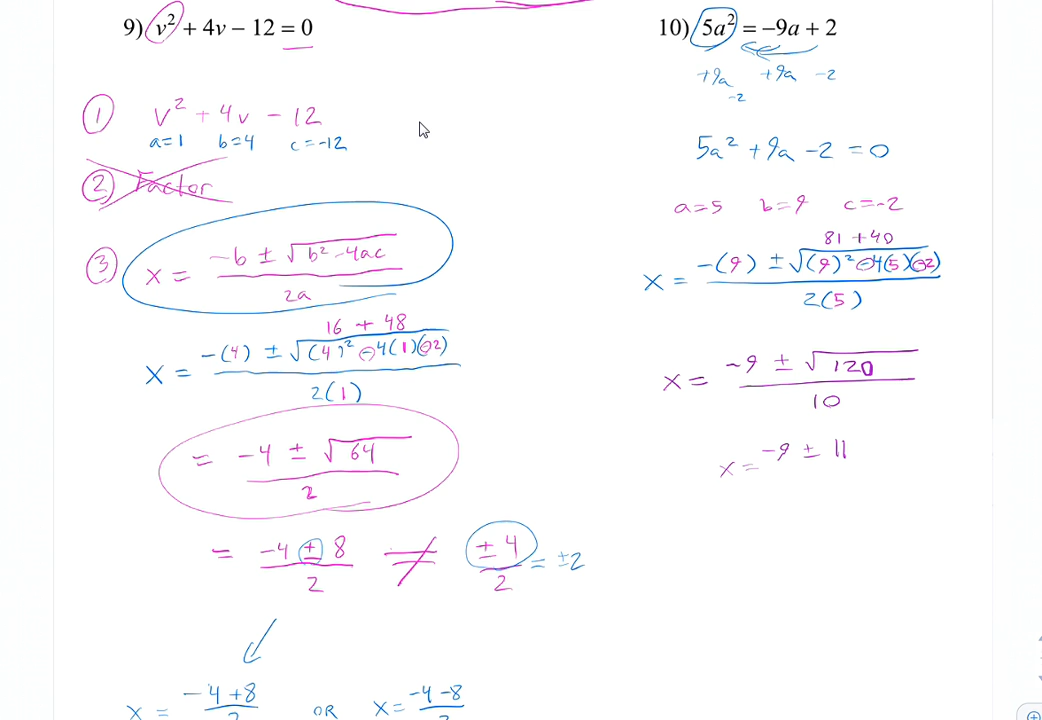 9) v² + 4v − 12 = 0
① v² + 4v − 12
a=1 b=4 c=-12
② Factor
③ x = -b ± √b²-4ac
2a
16 + 48
x = -(4) ± √(4)² -4(1)(-2)
2(1)
= -4 ± √64
2
= -4 ± 8 ≠ ±4 = ±2
2 2
x = -4+8 OR x = -4-8
10) 5a² = −9a + 2
+9a +9a -2
-2
5a² + 9a - 2 = 0
a=5 b=9 c=-2
81 + 40
x = -(9) ± √(9)² -4(5)(-2)
2(5)
x = -9 ± √120
10
x = -9 ± 11